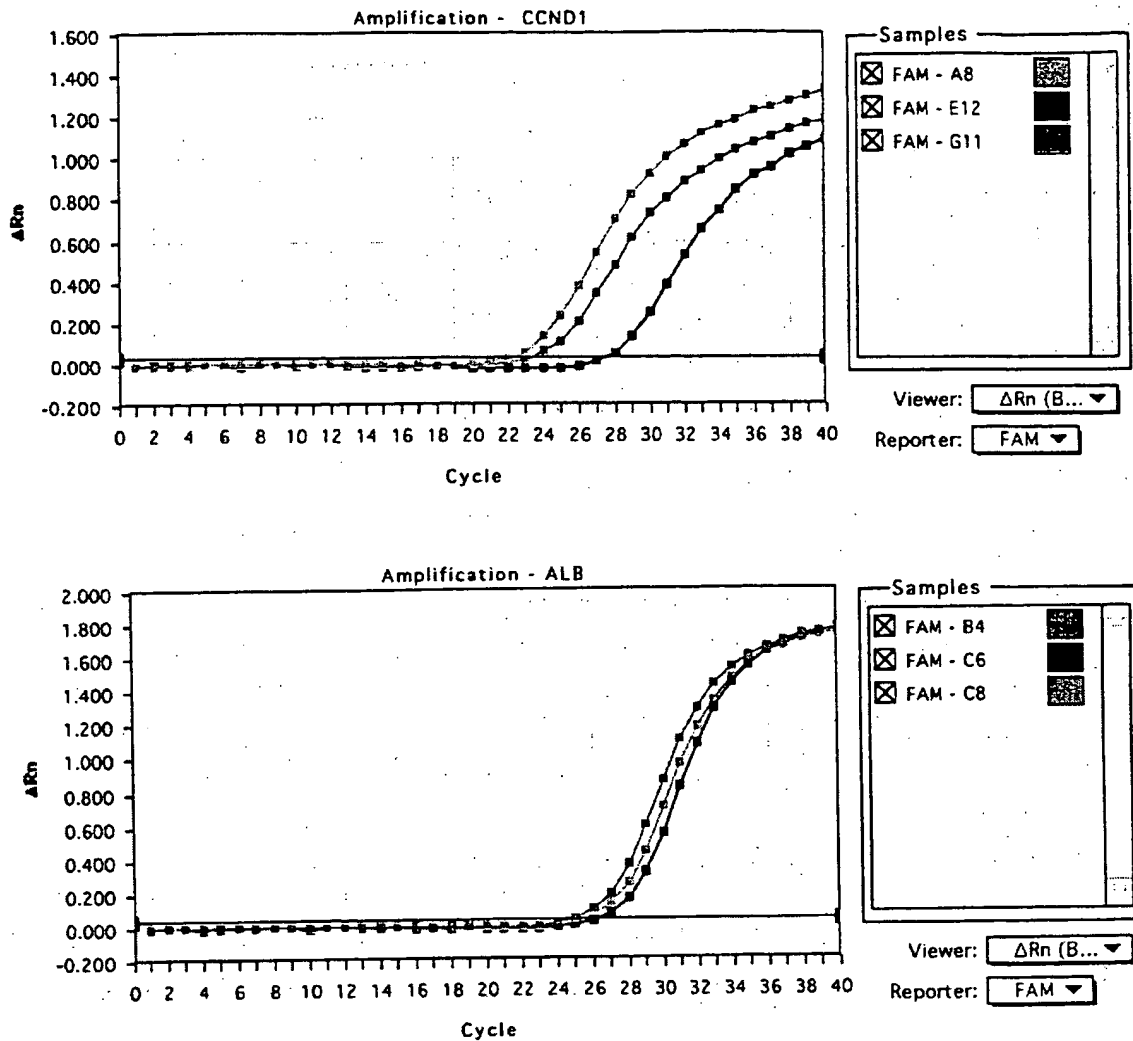 Amplification - CCND1
1.600
1.400
1.200
1.000
0.800
0.600
0.400
0.200
0.000
-0.200
ΔRn
0 2 4 6 8 10 12 14 16 18 20 22 24 26 28 30 32 34 36 38 40
Cycle
Samples
FAM - A8
FAM - E12
FAM - G11
Viewer: ΔRn (B...
Reporter: FAM
Amplification - ALB
2.000
1.800
1.600
1.400
1.200
1.000
0.800
0.600
0.400
0.200
0.000
-0.200
ΔRn
0 2 4 6 8 10 12 14 16 18 20 22 24 26 28 30 32 34 36 38 40
Cycle
Samples
FAM - B4
FAM - C6
FAM - C8
Viewer: ΔRn (B...
Reporter: FAM